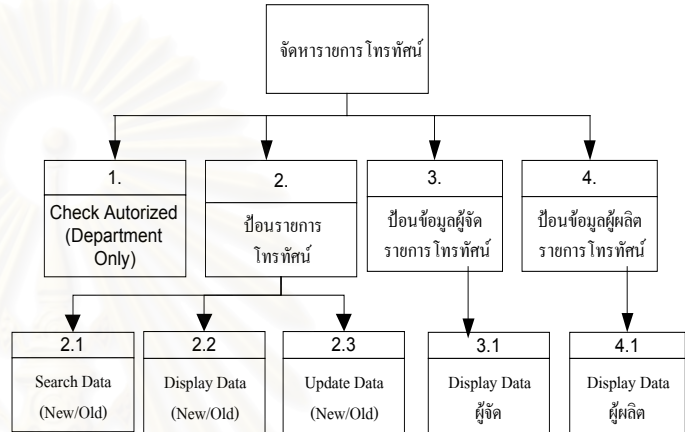 จัดหารายการโทรทัศน์
1.
Check Autorized
(Department
Only)
2.
ป้อนรายการ
โทรทัศน์
3.
ป้อนข้อมูลผู้จัด
รายการโทรทัศน์
4.
ป้อนข้อมูลผู้ผลิต
รายการโทรทัศน์
2.1
Search Data
(New/Old)
2.2
Display Data
(New/Old)
2.3
Update Data
(New/Old)
3.1
Display Data
ผู้จัด
4.1
Display Data
ผู้ผลิต